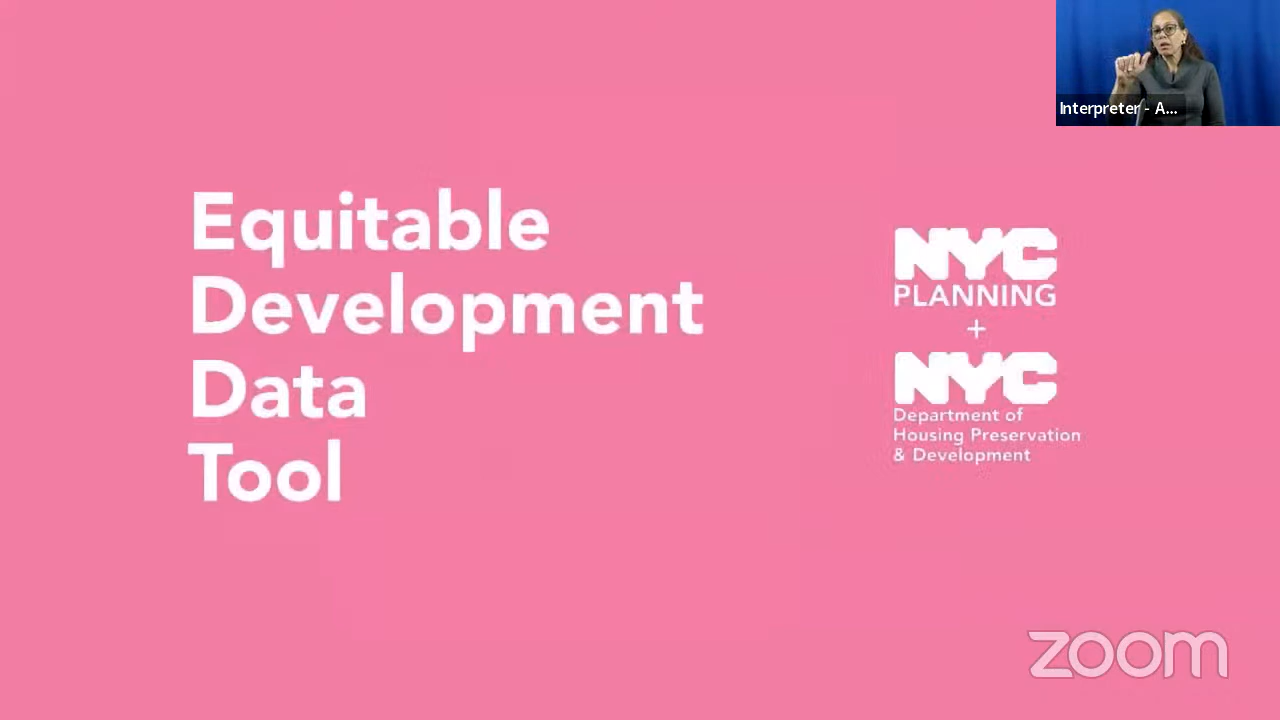 Interpreter - A...
Equitable
Development
Data
Tool
NYC
PLANNING
+
NYC
Department of
Housing Preservation
& Development
zoom